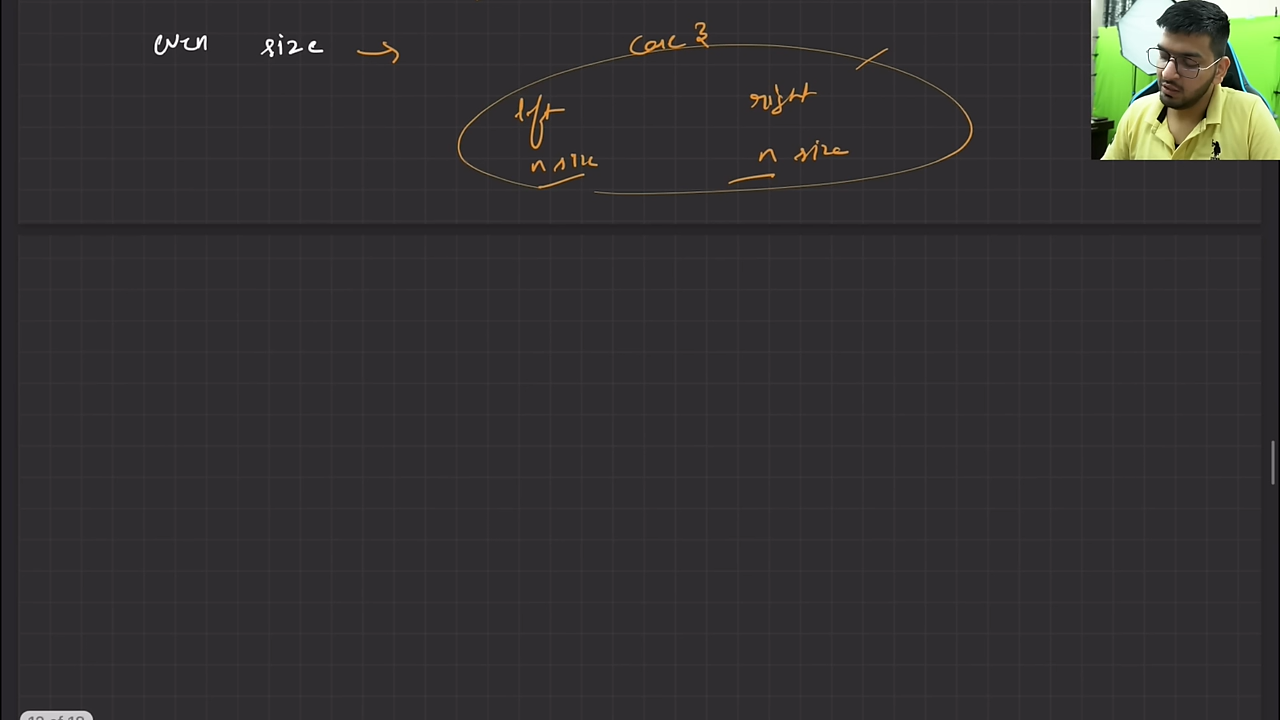 even size →
case 3
left right
n size n size